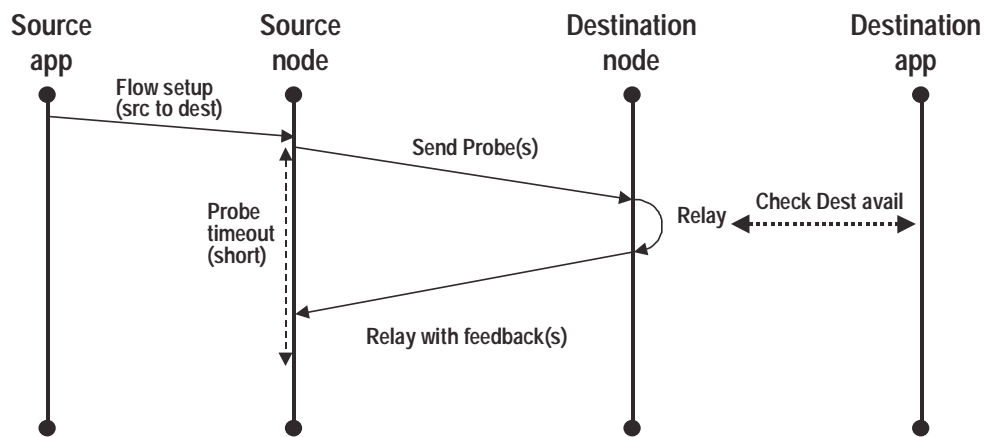 Source
app
Source
node
Destination
node
Destination
app
Flow setup
(src to dest)
Send Probe(s)
Probe
timeout
(short)
Relay
Check Dest avail
Relay with feedback(s)